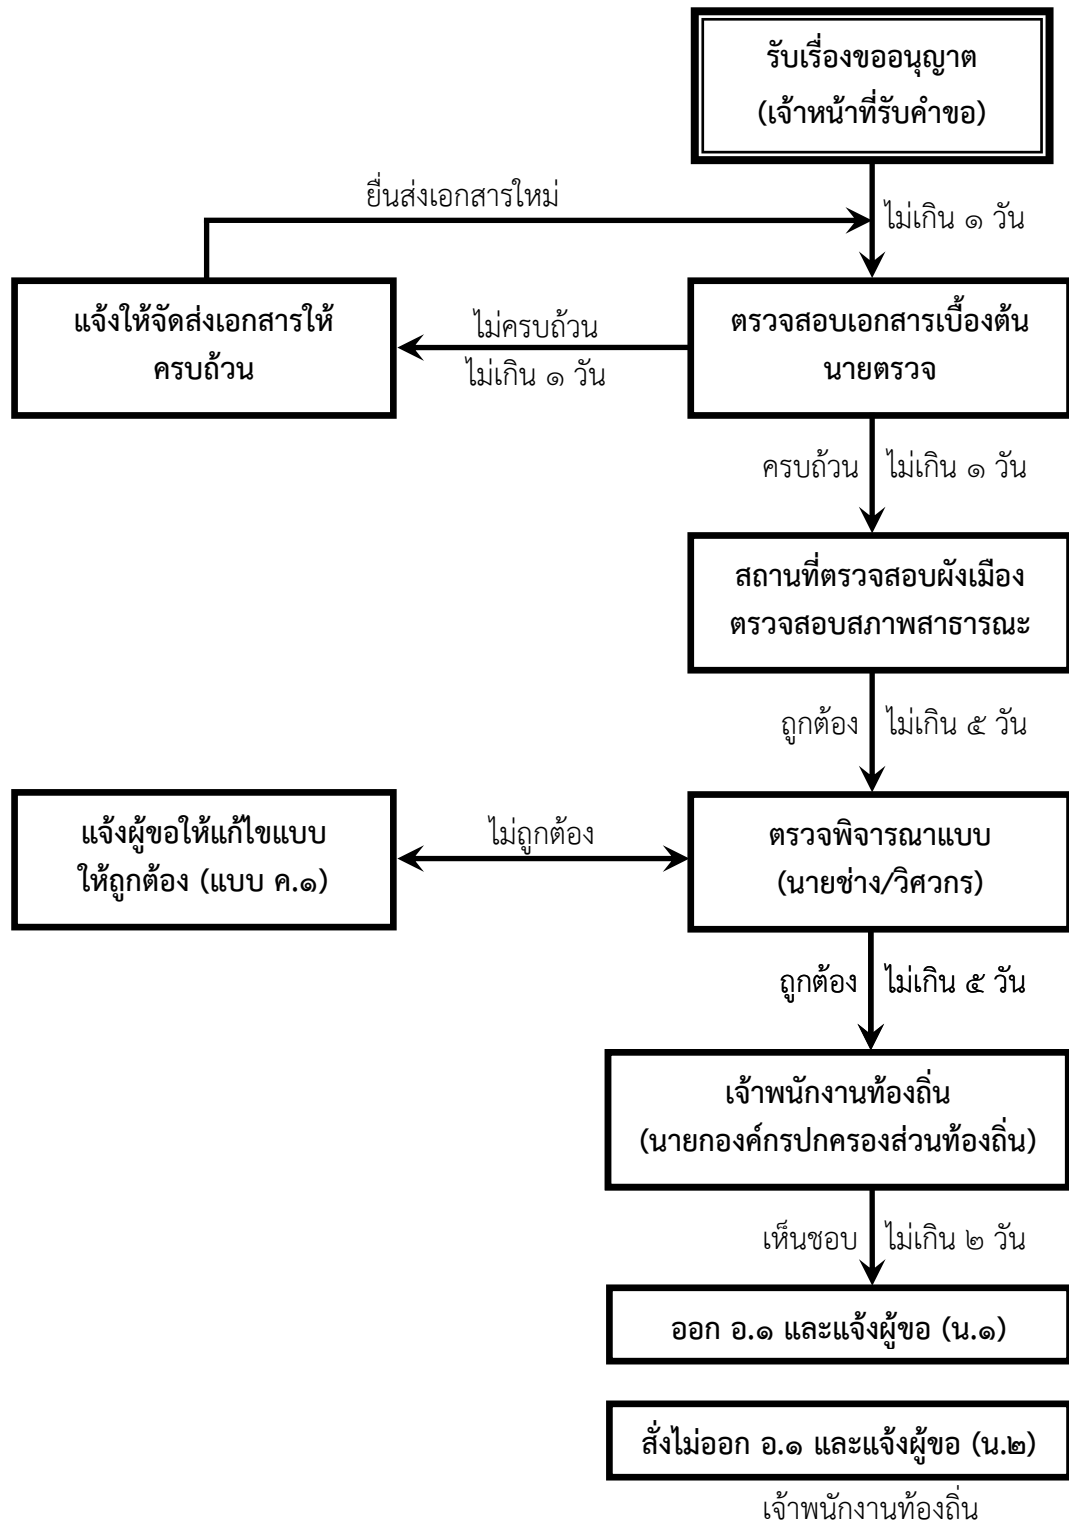 รับเรื่องขออนุญาต
(เจ้าหน้าที่รับคำขอ)
ยื่นส่งเอกสารใหม่
ไม่เกิน ๑ วัน
แจ้งให้จัดส่งเอกสารให้
ครบถ้วน
ไม่ครบถ้วน
ไม่เกิน ๑ วัน
ตรวจสอบเอกสารเบื้องต้น
นายตรวจ
ครบถ้วน
ไม่เกิน ๑ วัน
สถานที่ตรวจสอบผังเมือง
ตรวจสอบสภาพสาธารณะ
ถูกต้อง
ไม่เกิน ๕ วัน
แจ้งผู้ขอให้แก้ไขแบบ
ให้ถูกต้อง (แบบ ค.๑)
ไม่ถูกต้อง
ตรวจพิจารณาแบบ
(นายช่าง/วิศวกร)
ถูกต้อง
ไม่เกิน ๕ วัน
เจ้าพนักงานท้องถิ่น
(นายกองค์กรปกครองส่วนท้องถิ่น)
เห็นชอบ
ไม่เกิน ๒ วัน
ออก อ.๑ และแจ้งผู้ขอ (น.๑)
สั่งไม่ออก อ.๑ และแจ้งผู้ขอ (น.๒)
เจ้าพนักงานท้องถิ่น